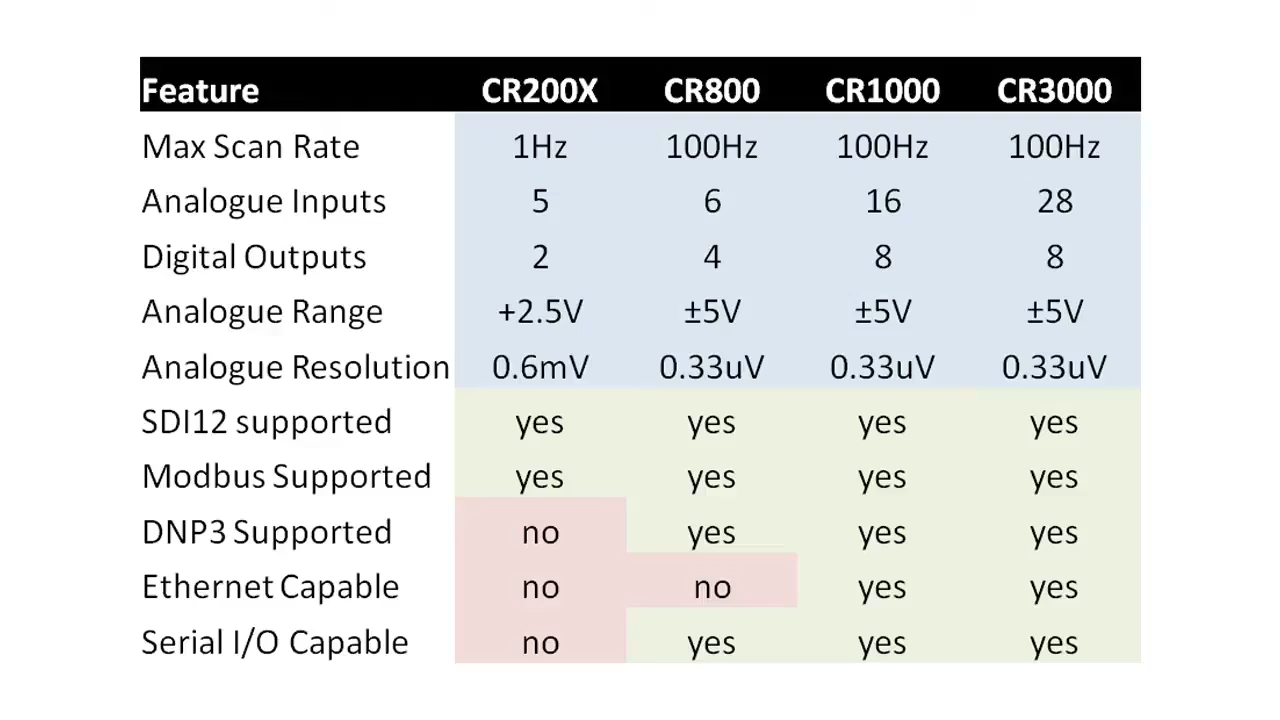 Feature CR200X CR800 CR1000 CR3000
Max Scan Rate 1Hz 100Hz 100Hz 100Hz
Analogue Inputs 5 6 16 28
Digital Outputs 2 4 8 8
Analogue Range +2.5V ±5V ±5V ±5V
Analogue Resolution 0.6mV 0.33uV 0.33uV 0.33uV
SDI12 supported yes yes yes yes
Modbus Supported yes yes yes yes
DNP3 Supported no yes yes yes
Ethernet Capable no no yes yes
Serial I/O Capable no yes yes yes